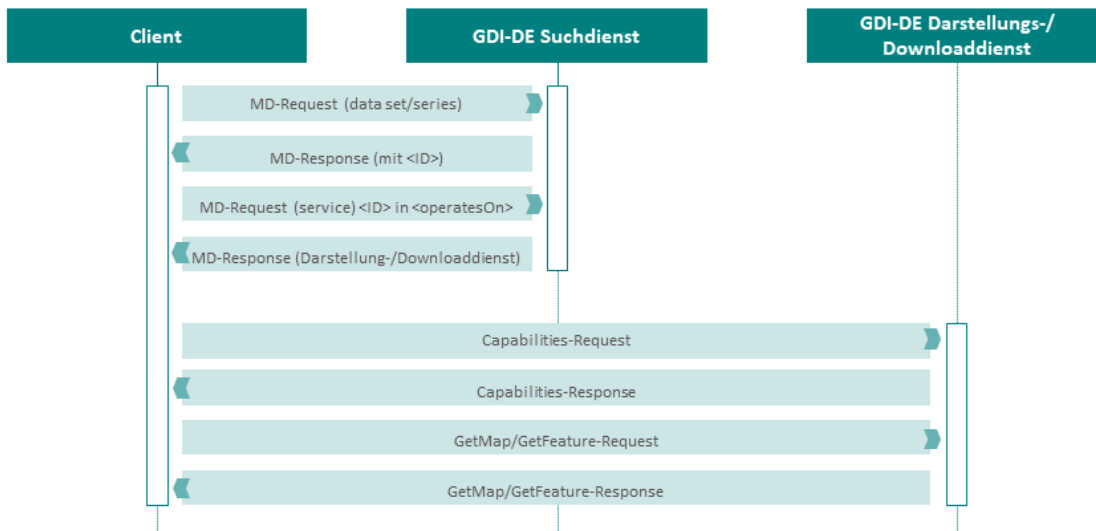 Client
GDI-DE Suchdienst
GDI-DE Darstellungs-/
Downloaddienst
MD-Request (data set/series)
MD-Response (mit <ID>)
MD-Request (service) <ID> in <operatesOn>
MD-Response (Darstellung-/Downloaddienst)
Capabilities-Request
Capabilities-Response
GetMap/GetFeature-Request
GetMap/GetFeature-Response